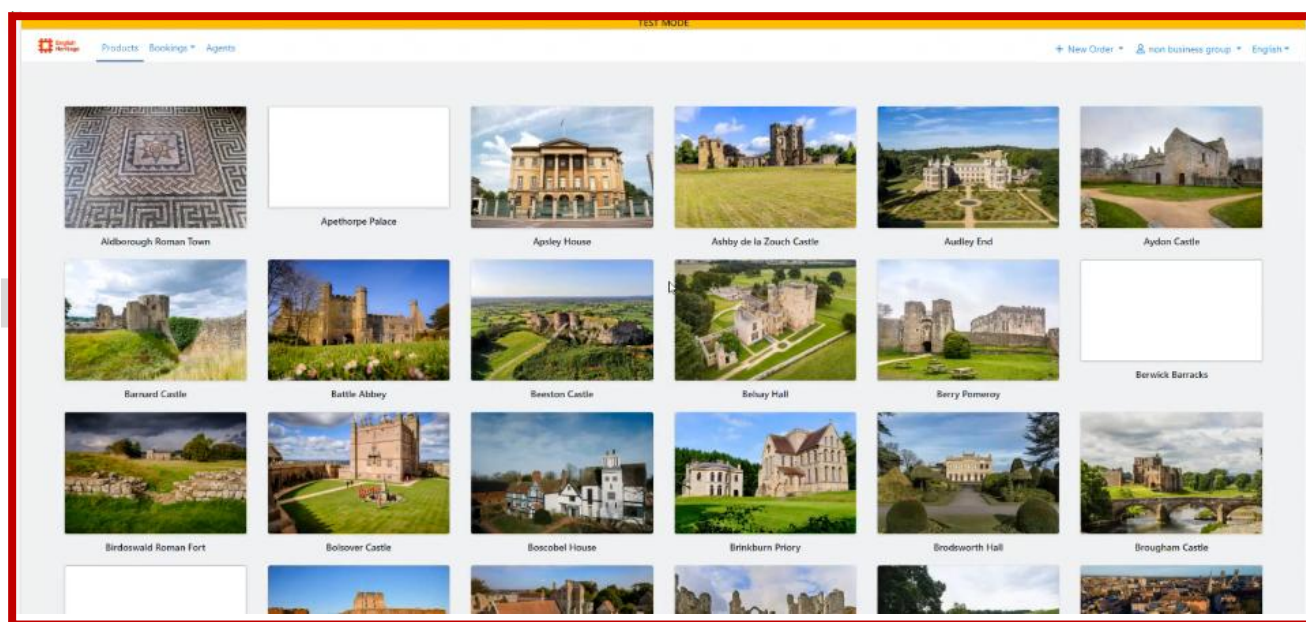 TEST MODE
English Heritage Products Bookings Agents + New Order non business group English
Aldborough Roman Town Apethorpe Palace Apsley House Ashby de la Zouch Castle Audley End Aydon Castle
Barnard Castle Battle Abbey Beeston Castle Belsay Hall Berry Pomeroy Berwick Barracks
Birdoswald Roman Fort Bolsover Castle Boscobel House Brinkburn Priory Brodsworth Hall Brougham Castle